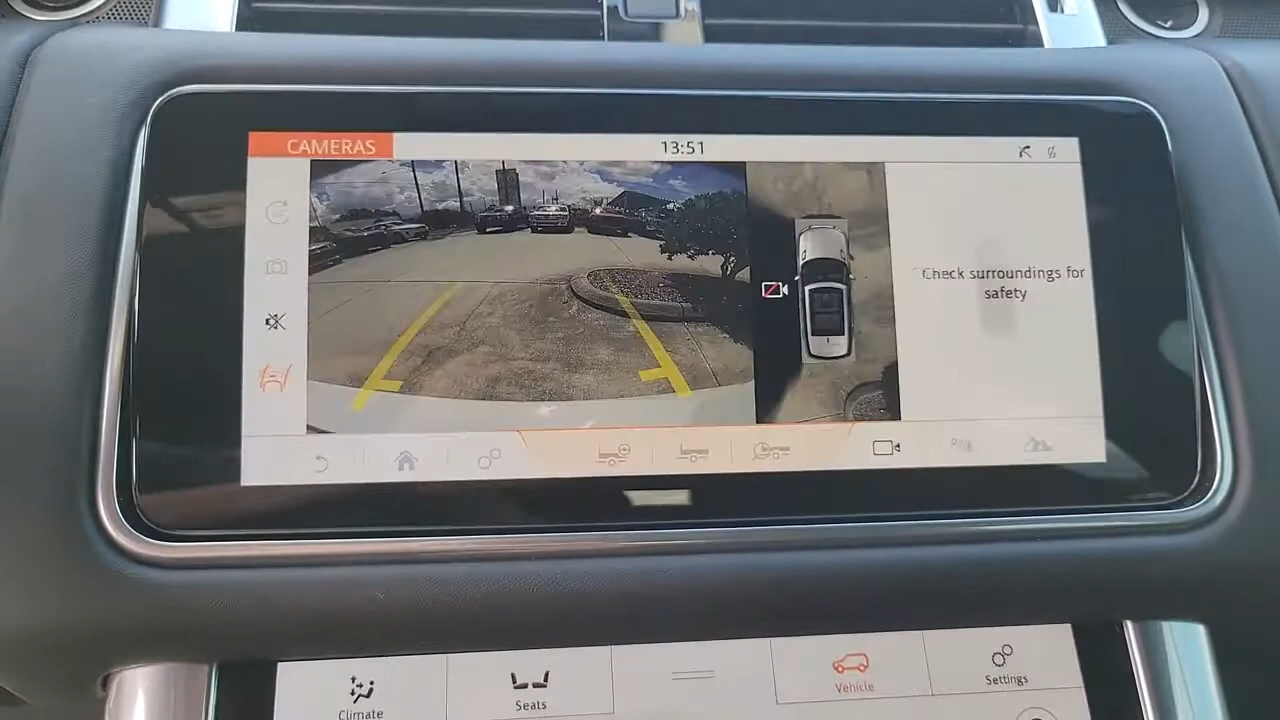 CAMERAS
13:51
Check surroundings for
safety
Climate
Seats
Vehicle
Settings